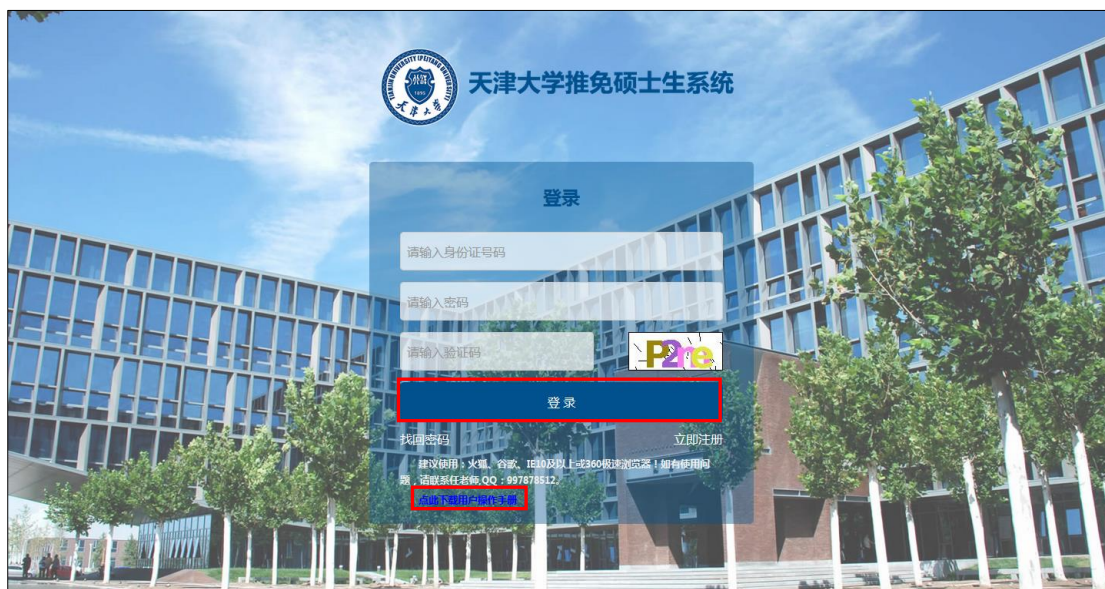 天津大学推免硕士生系统
登录
请输入身份证号码
请输入密码
请输入验证码
P2re
登录
找回密码
立即注册
建议使用：火狐、谷歌、IE10及以上或360极速浏览器！如有使用问
题，请联系任老师,QQ：997878512。
点此下载用户操作手册